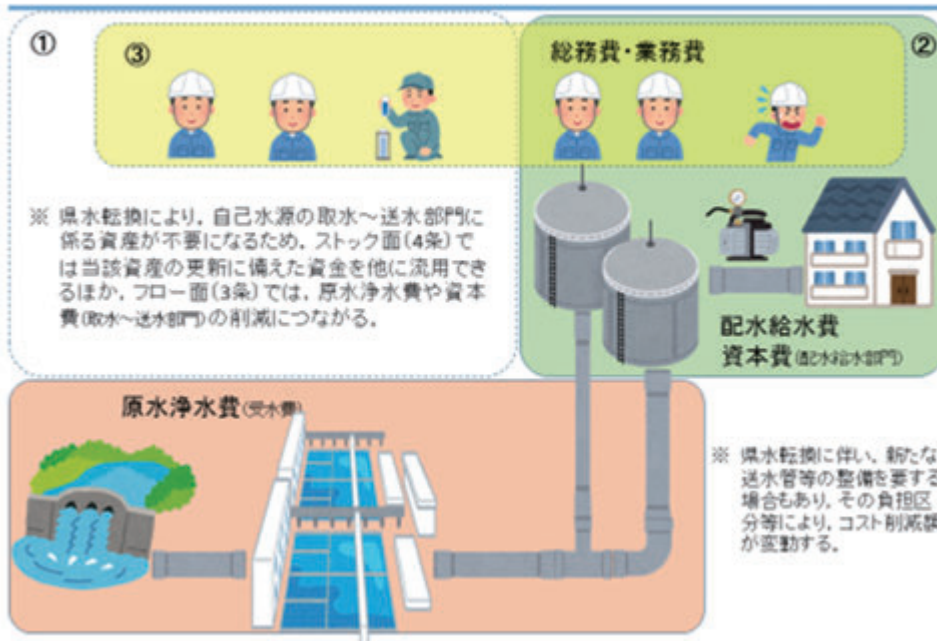 ①
③
総務費・業務費
②
※ 県水転換により，自己水源の取水～送水部門に
係る資産が不要になるため，ストック面（4条）で
は当該資産の更新に備えた資金を他に流用でき
るほか，フロー面（3条）では，原水浄水費や資本
費（取水～送水部門）の削減につながる。
配水給水費
資本費（配水給水部門）
原水浄水費（受水費）
※ 県水転換に伴い，新たな
送水管等の整備を要する
場合もあり，その負担区
分等により，コスト削減額
が変動する。